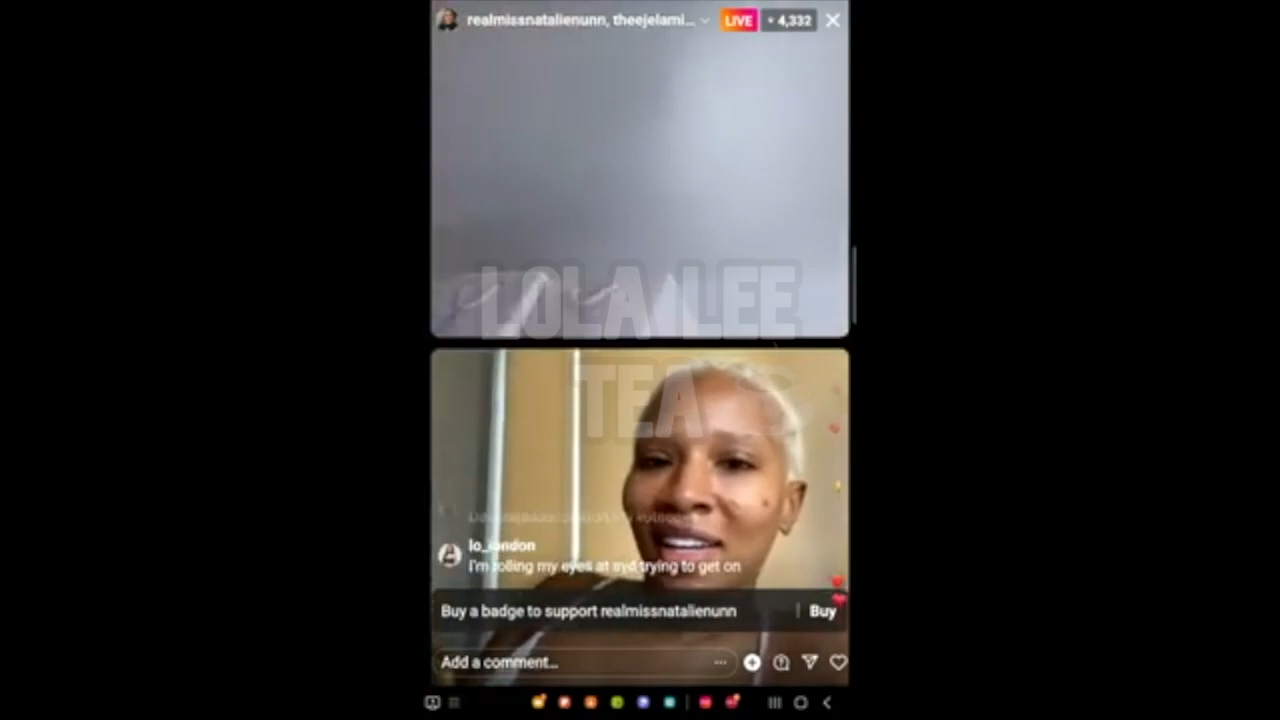 realmissnatalienunn, theejelami...
LIVE
4,332
LOLA LEE
TEA
lo_london
I'm rolling my eyes at syd trying to get on
Buy a badge to support realmissnatalienunn
Buy
Add a comment...